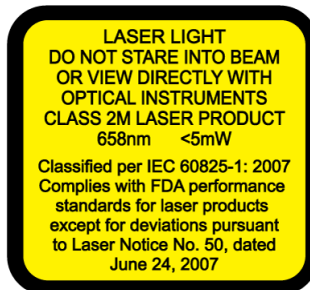 LASER LIGHT
DO NOT STARE INTO BEAM
OR VIEW DIRECTLY WITH
OPTICAL INSTRUMENTS
CLASS 2M LASER PRODUCT
658nm <5mW
Classified per IEC 60825-1: 2007
Complies with FDA performance
standards for laser products
except for deviations pursuant
to Laser Notice No. 50, dated
June 24, 2007